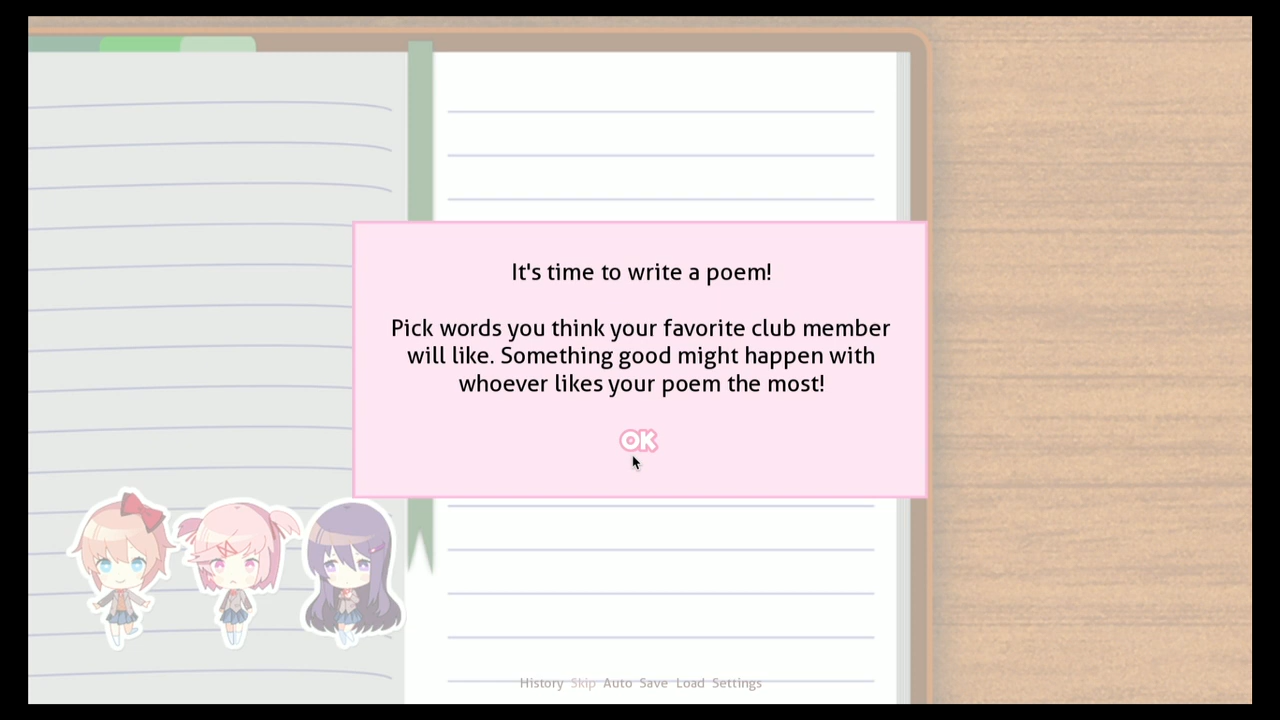 It's time to write a poem!
Pick words you think your favorite club member
will like. Something good might happen with
whoever likes your poem the most!
OK
History Skip Auto Save Load Settings